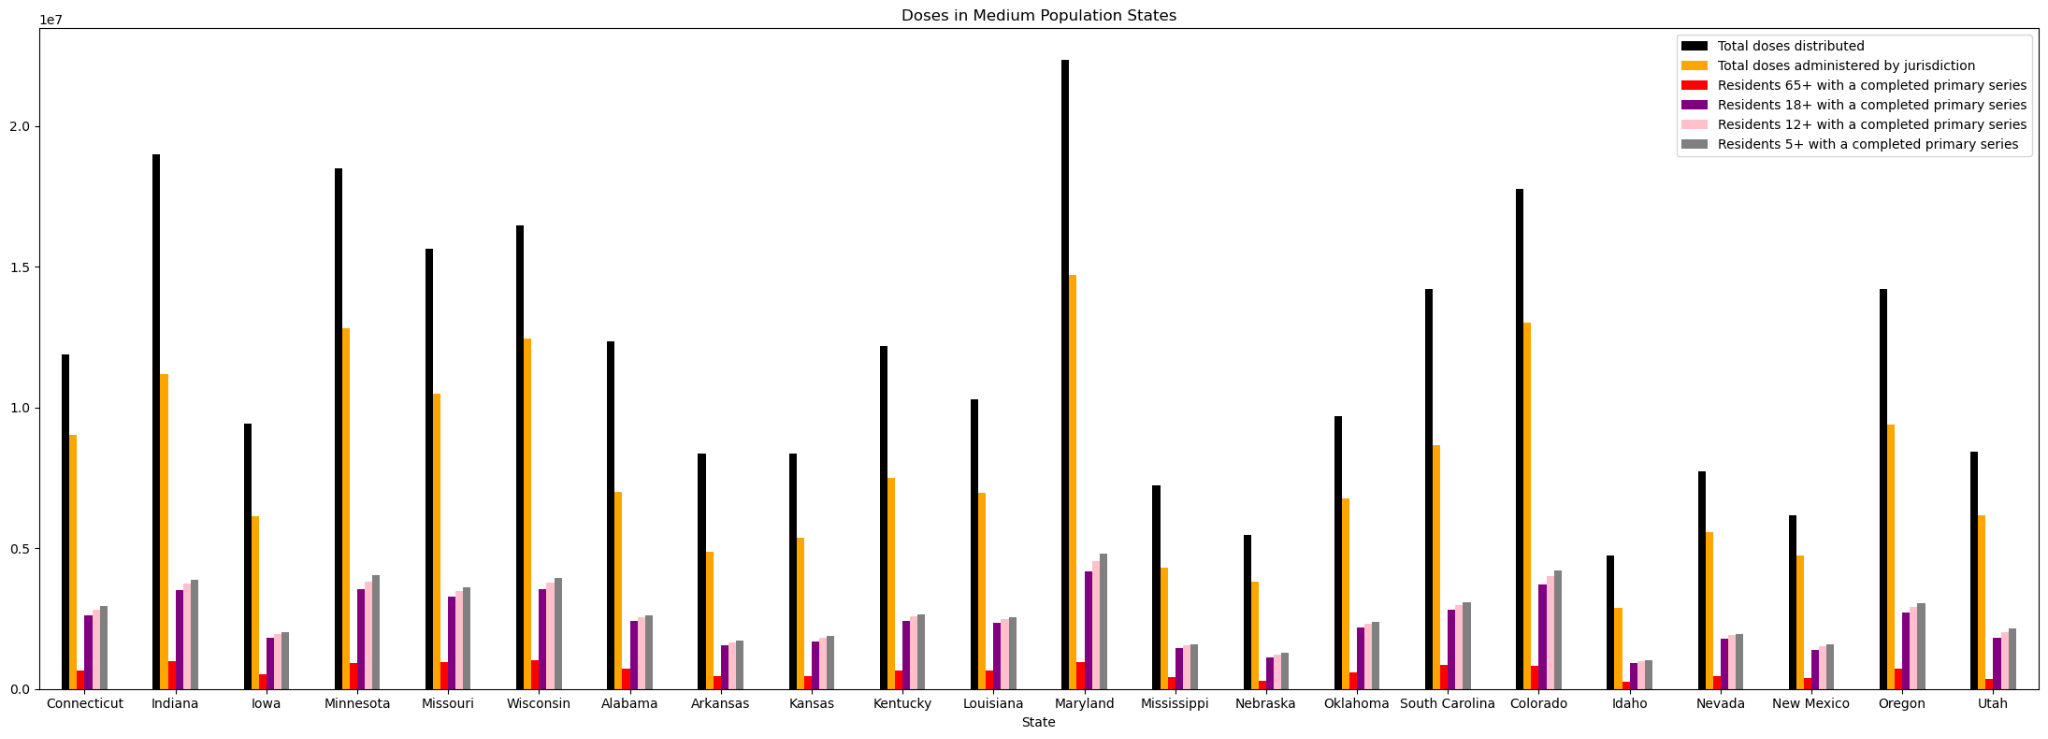 Doses in Medium Population States
1e7
Total doses distributed
Total doses administered by jurisdiction
Residents 65+ with a completed primary series
Residents 18+ with a completed primary series
Residents 12+ with a completed primary series
Residents 5+ with a completed primary series
2.0
1.5
1.0
0.5
0.0
Connecticut Indiana Iowa Minnesota Missouri Wisconsin Alabama Arkansas Kansas Kentucky Louisiana Maryland Mississippi Nebraska Oklahoma South Carolina Colorado Idaho Nevada New Mexico Oregon Utah
State